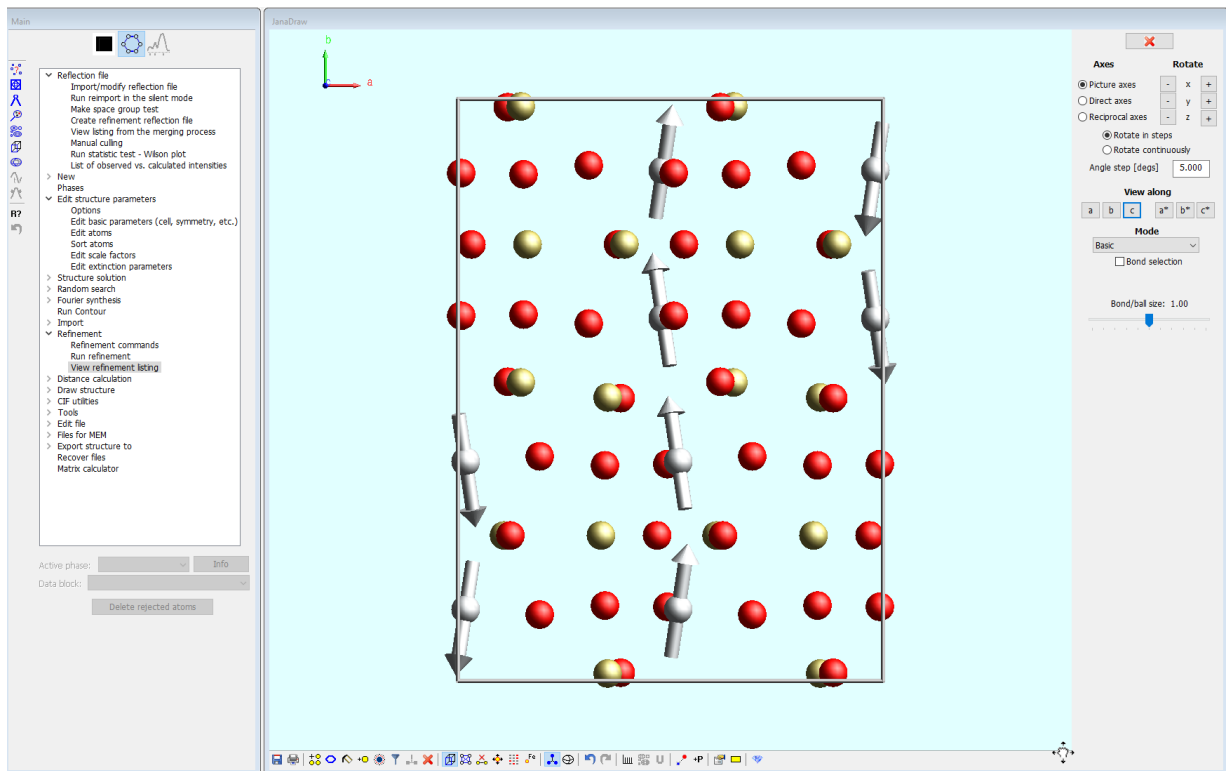 Main
Reflection file
Import/modify reflection file
Run reimport in the silent mode
Make space group test
Create refinement reflection file
View listing from the merging process
Manual culling
Run statistic test - Wilson plot
List of observed vs. calculated intensities
New
Phases
Edit structure parameters
Options
Edit basic parameters (cell, symmetry, etc.)
Edit atoms
Sort atoms
Edit scale factors
Edit extinction parameters
Structure solution
Random search
Fourier synthesis
Run Contour
Import
Refinement
Refinement commands
Run refinement
View refinement listing
Distance calculation
Draw structure
CIF utilities
Tools
Edit file
Files for MEM
Export structure to
Recover files
Matrix calculator
R?
Active phase:
Info
Data block:
Delete rejected atoms
JanaDraw
b
a
Axes Rotate
Picture axes - x +
Direct axes - y +
Reciprocal axes - z +
Rotate in steps
Rotate continuously
Angle step [degs] 5.000
View along
a b c a* b* c*
Mode
Basic
Bond selection
Bond/ball size: 1.00
+P